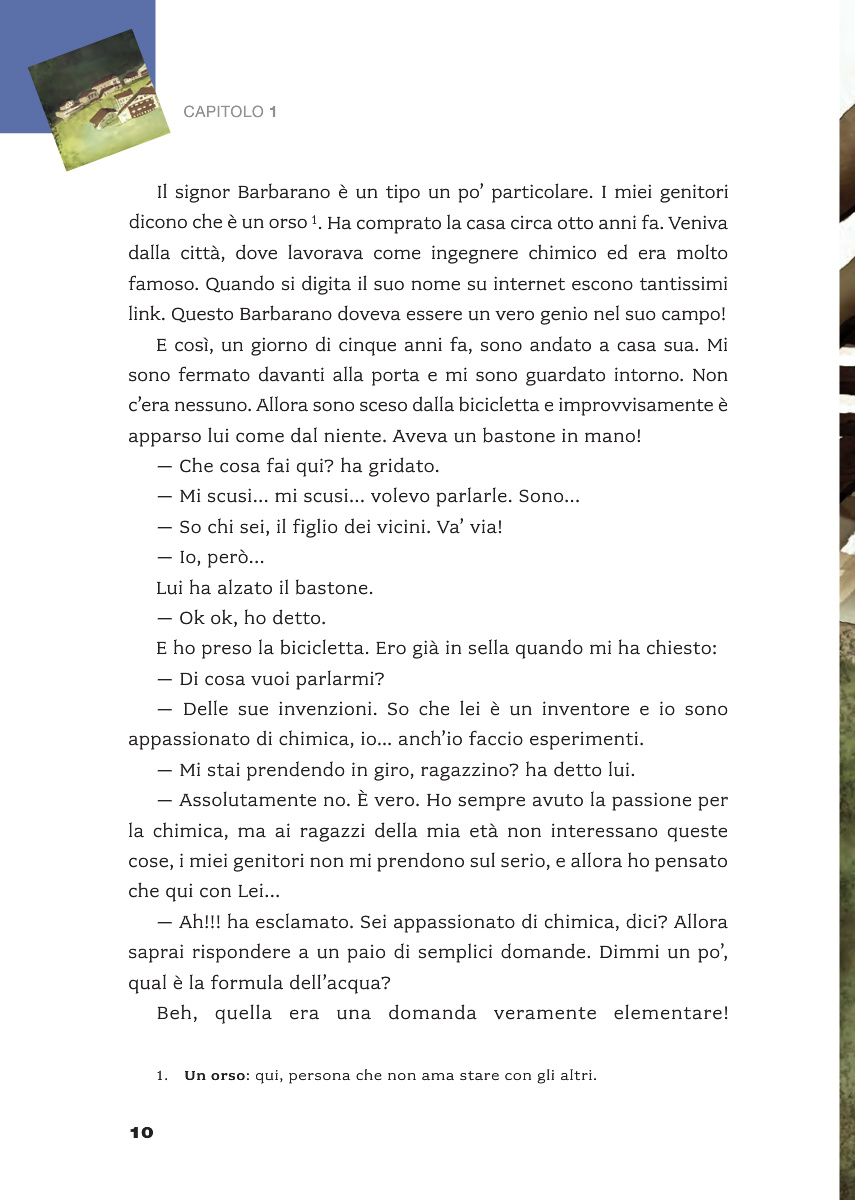 CAPITOLO 1
Il signor Barbarano è un tipo un po’ particolare. I miei genitori
dicono che è un orso ¹. Ha comprato la casa circa otto anni fa. Veniva
dalla città, dove lavorava come ingegnere chimico ed era molto
famoso. Quando si digita il suo nome su internet escono tantissimi
link. Questo Barbarano doveva essere un vero genio nel suo campo!
E così, un giorno di cinque anni fa, sono andato a casa sua. Mi
sono fermato davanti alla porta e mi sono guardato intorno. Non
c’era nessuno. Allora sono sceso dalla bicicletta e improvvisamente è
apparso lui come dal niente. Aveva un bastone in mano!
— Che cosa fai qui? ha gridato.
— Mi scusi... mi scusi... volevo parlarle. Sono...
— So chi sei, il figlio dei vicini. Va’ via!
— Io, però...
Lui ha alzato il bastone.
— Ok ok, ho detto.
E ho preso la bicicletta. Ero già in sella quando mi ha chiesto:
— Di cosa vuoi parlarmi?
— Delle sue invenzioni. So che lei è un inventore e io sono
appassionato di chimica, io... anch’io faccio esperimenti.
— Mi stai prendendo in giro, ragazzino? ha detto lui.
— Assolutamente no. È vero. Ho sempre avuto la passione per
la chimica, ma ai ragazzi della mia età non interessano queste
cose, i miei genitori non mi prendono sul serio, e allora ho pensato
che qui con Lei...
— Ah!!! ha esclamato. Sei appassionato di chimica, dici? Allora
saprai rispondere a un paio di semplici domande. Dimmi un po’,
qual è la formula dell’acqua?
Beh, quella era una domanda veramente elementare!
1. Un orso: qui, persona che non ama stare con gli altri.
10